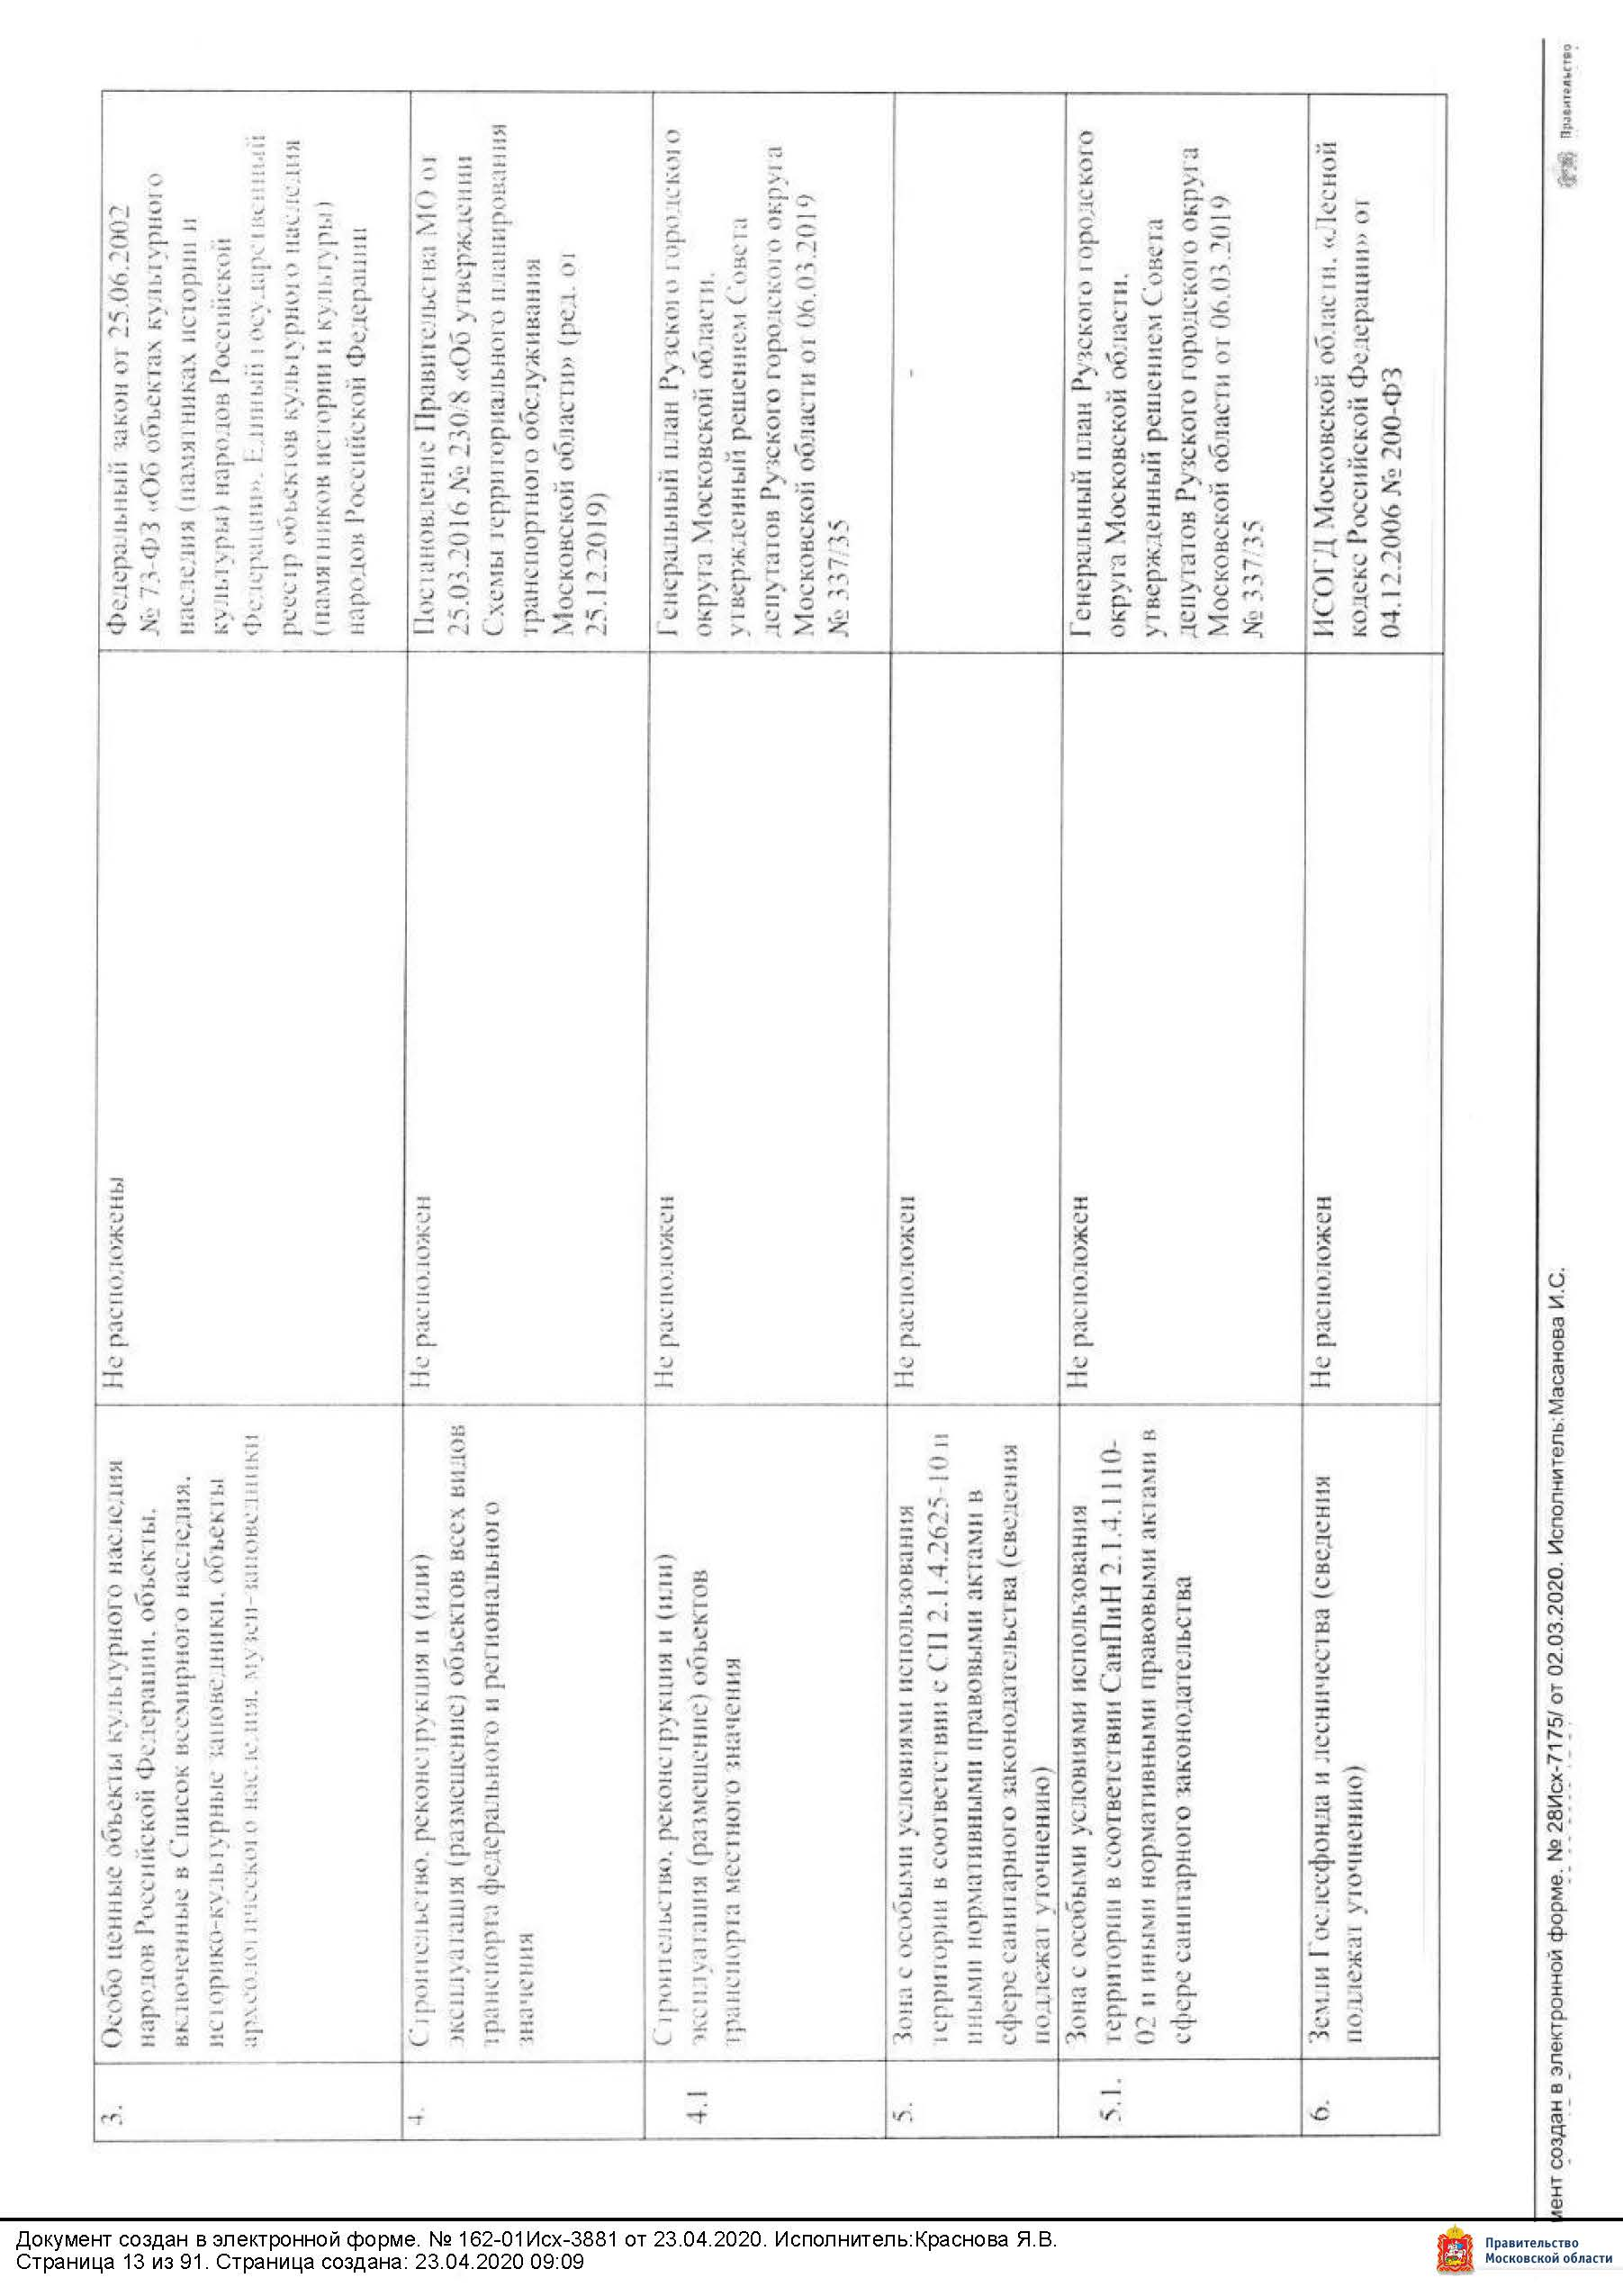 3.
Особо ценные объекты культурного наследия
народов Российской Федерации, объекты,
включенные в Список всемирного наследия,
историко-культурные заповедники, объекты
археологического наследия, музеи-заповедники
Не расположены
Федеральный закон от 25.06.2002
№ 73-ФЗ «Об объектах культурного
наследия (памятниках истории и
культуры) народов Российской
Федерации». Единый государственный
реестр объектов культурного наследия
(памятников истории и культуры)
народов Российской Федерации
4.
Строительство, реконструкция и (или)
эксплуатация (размещение) объектов всех видов
транспорта федерального и регионального
значения
Не расположен
Постановление Правительства МО от
25.03.2016 № 230/8 «Об утверждении
Схемы территориального планирования
транспортного обслуживания
Московской области» (ред. от
25.12.2019)
4.1
Строительство, реконструкция и (или)
эксплуатация (размещение) объектов
транспорта местного значения
Не расположен
Генеральный план Рузского городского
округа Московской области,
утвержденный решением Совета
депутатов Рузского городского округа
Московской области от 06.03.2019
№ 337/35
5.
Зона с особыми условиями использования
территории в соответствии с СП 2.1.4.2625-10 и
иными нормативными правовыми актами в
сфере санитарного законодательства (сведения
подлежат уточнению)
Не расположен
-
5.1.
Зона с особыми условиями использования
территории в соответствии СанПиН 2.1.4.1110-
02 и иными нормативными правовыми актами в
сфере санитарного законодательства
Не расположен
Генеральный план Рузского городского
округа Московской области,
утвержденный решением Совета
депутатов Рузского городского округа
Московской области от 06.03.2019
№ 337/35
6.
Земли Гослесфонда и лесничества (сведения
подлежат уточнению)
Не расположен
ИСОГД Московской области, «Лесной
кодекс Российской Федерации» от
04.12.2006 № 200-ФЗ
мент создан в электронной форме. № 28Исх-7175/ от 02.03.2020. Исполнитель:Масанова И.С.
Правительство
Документ создан в электронной форме. № 162-01Исх-3881 от 23.04.2020. Исполнитель:Краснова Я.В.
Страница 13 из 91. Страница создана: 23.04.2020 09:09
Правительство
Московской области